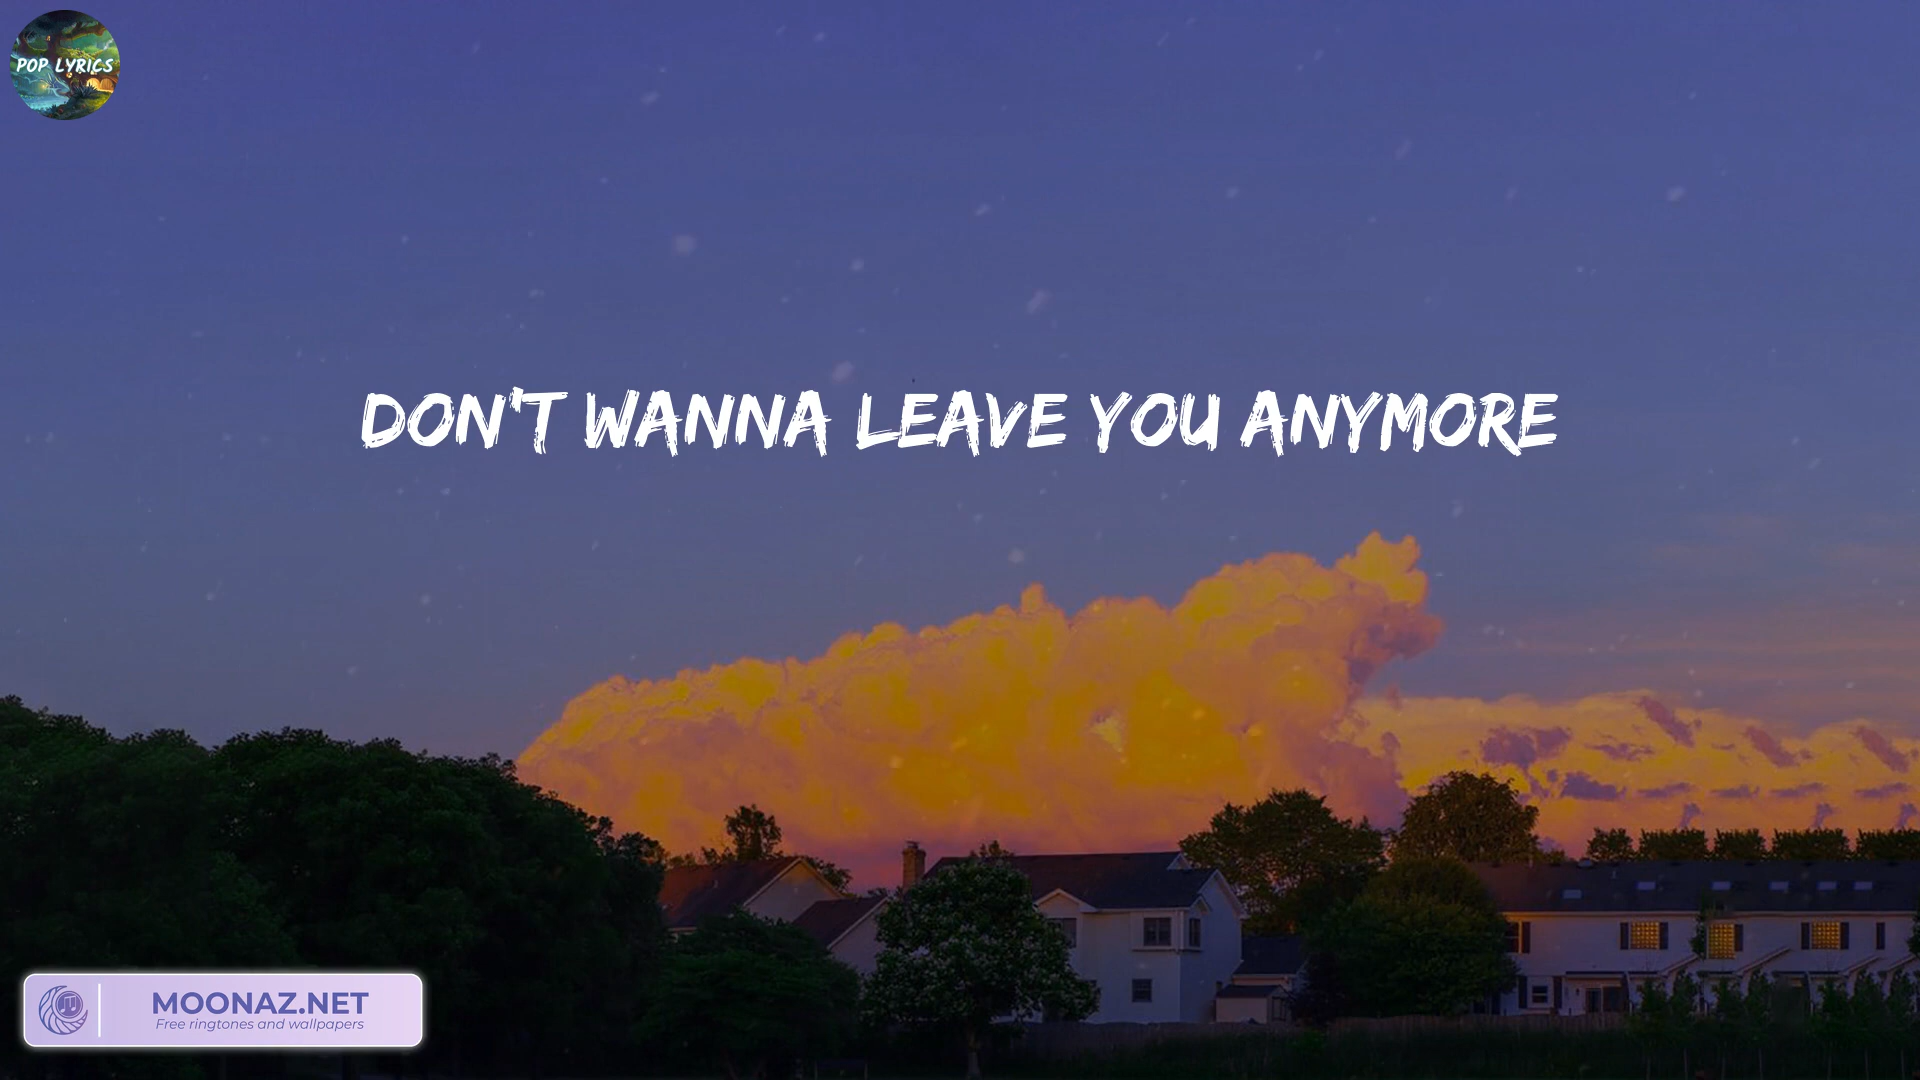 POP LYRICS
DON'T WANNA LEAVE YOU ANYMORE
MOONAZ.NET
Free ringtones and wallpapers